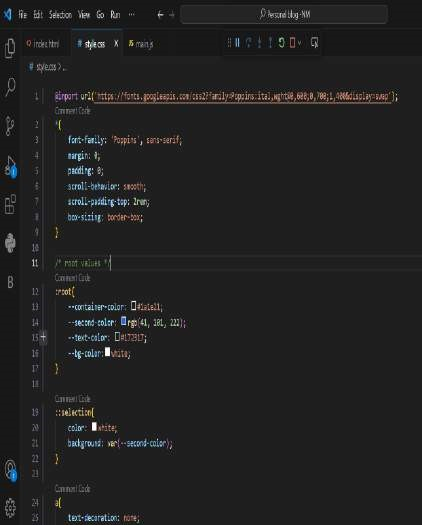 File Edit Selection View Go Run ... Personal blog -NM
index.html style.css X JS main.js
style.css > ...
1 @import url('https://fonts.googleapis.com/css2?family=Poppins:ital,wght@0,600;0,700;1,400&display=swap');
Comment Code
2 *{
3 font-family: 'Poppins', sans-serif;
4 margin: 0;
5 padding: 0;
6 scroll-behavior: smooth;
7 scroll-padding-top: 2rem;
8 box-sizing: border-box;
9 }
10
11 /* root values */
Comment Code
12 :root{
13 --container-color: #1a1e21;
14 --second-color: rgb(41, 101, 222);
15 --text-color: #172317;
16 --bg-color: white;
17 }
18
Comment Code
19 ::selection{
20 color: white;
21 background: var(--second-color);
22 }
23
Comment Code
24 a{
25 text-decoration: none;
B
1
1